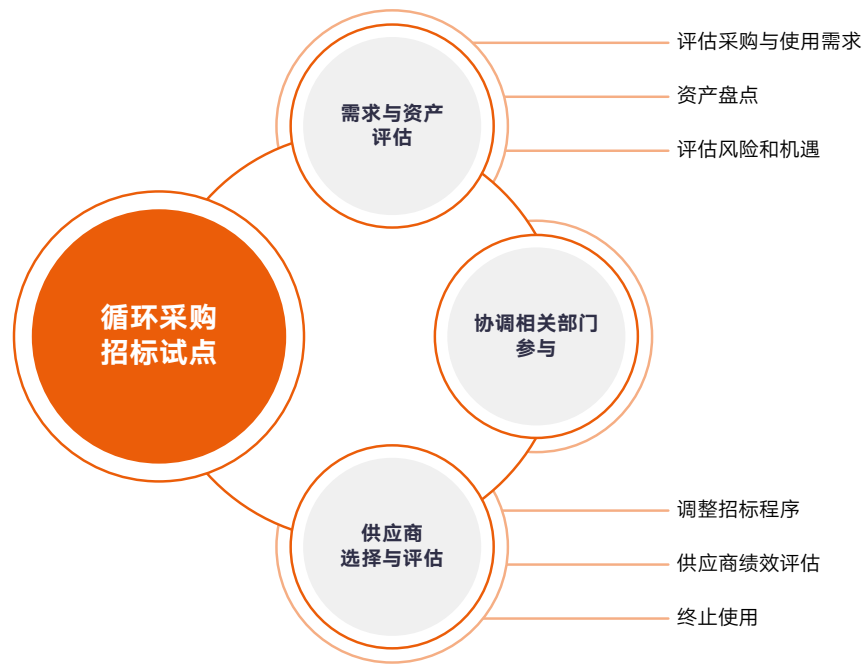 循环采购
招标试点
需求与资产
评估
评估采购与使用需求
资产盘点
评估风险和机遇
协调相关部门
参与
供应商
选择与评估
调整招标程序
供应商绩效评估
终止使用